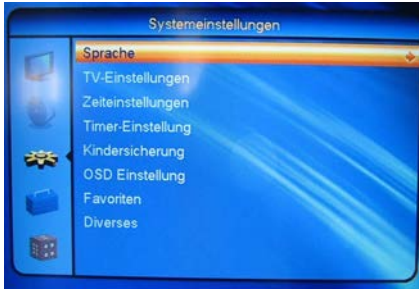 Systemeinstellungen
Sprache
TV-Einstellungen
Zeiteinstellungen
Timer-Einstellung
Kindersicherung
OSD Einstellung
Favoriten
Diverses